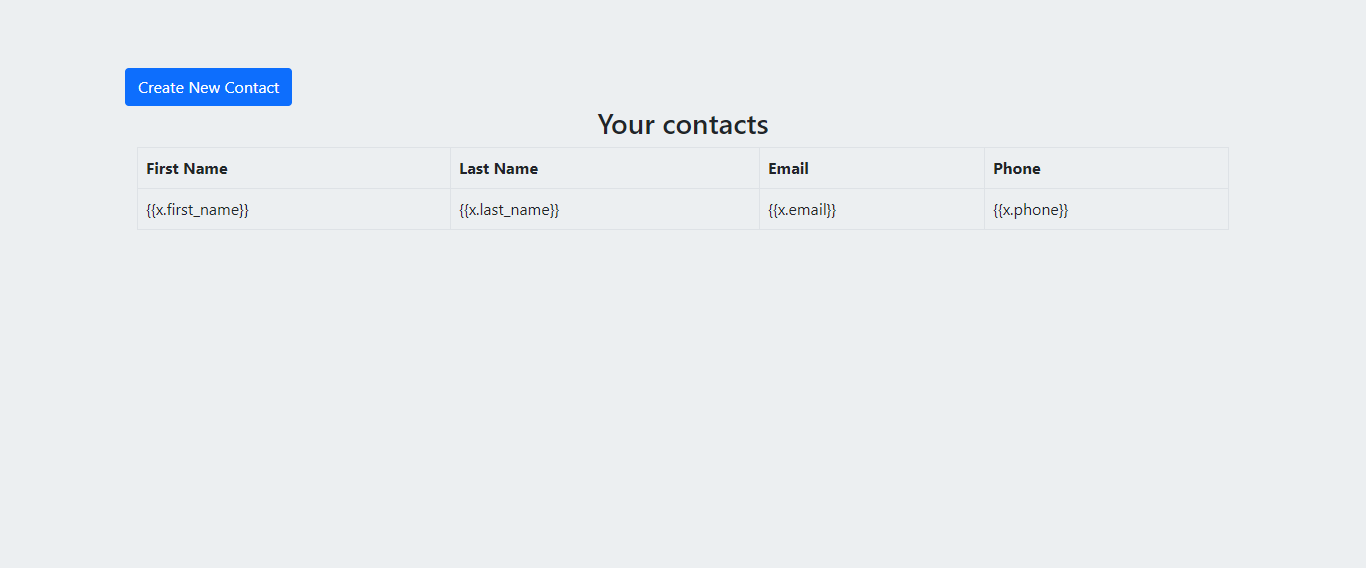 Create New Contact
Your contacts
First Name Last Name Email Phone
{{x.first_name}} {{x.last_name}} {{x.email}} {{x.phone}}